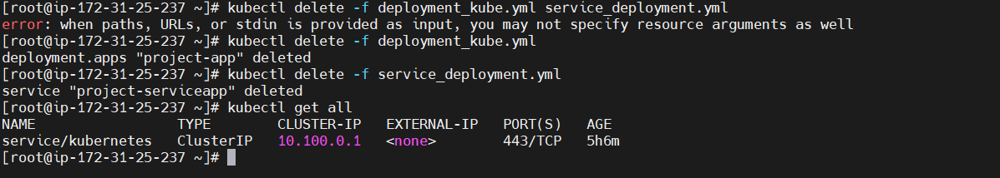 [root@ip-172-31-25-237 ~]# kubectl delete -f deployment_kube.yml service_deployment.yml
error: when paths, URLs, or stdin is provided as input, you may not specify resource arguments as well
[root@ip-172-31-25-237 ~]# kubectl delete -f deployment_kube.yml
deployment.apps "project-app" deleted
[root@ip-172-31-25-237 ~]# kubectl delete -f service_deployment.yml
service "project-serviceapp" deleted
[root@ip-172-31-25-237 ~]# kubectl get all
NAME TYPE CLUSTER-IP EXTERNAL-IP PORT(S) AGE
service/kubernetes ClusterIP 10.100.0.1 <none> 443/TCP 5h6m
[root@ip-172-31-25-237 ~]#